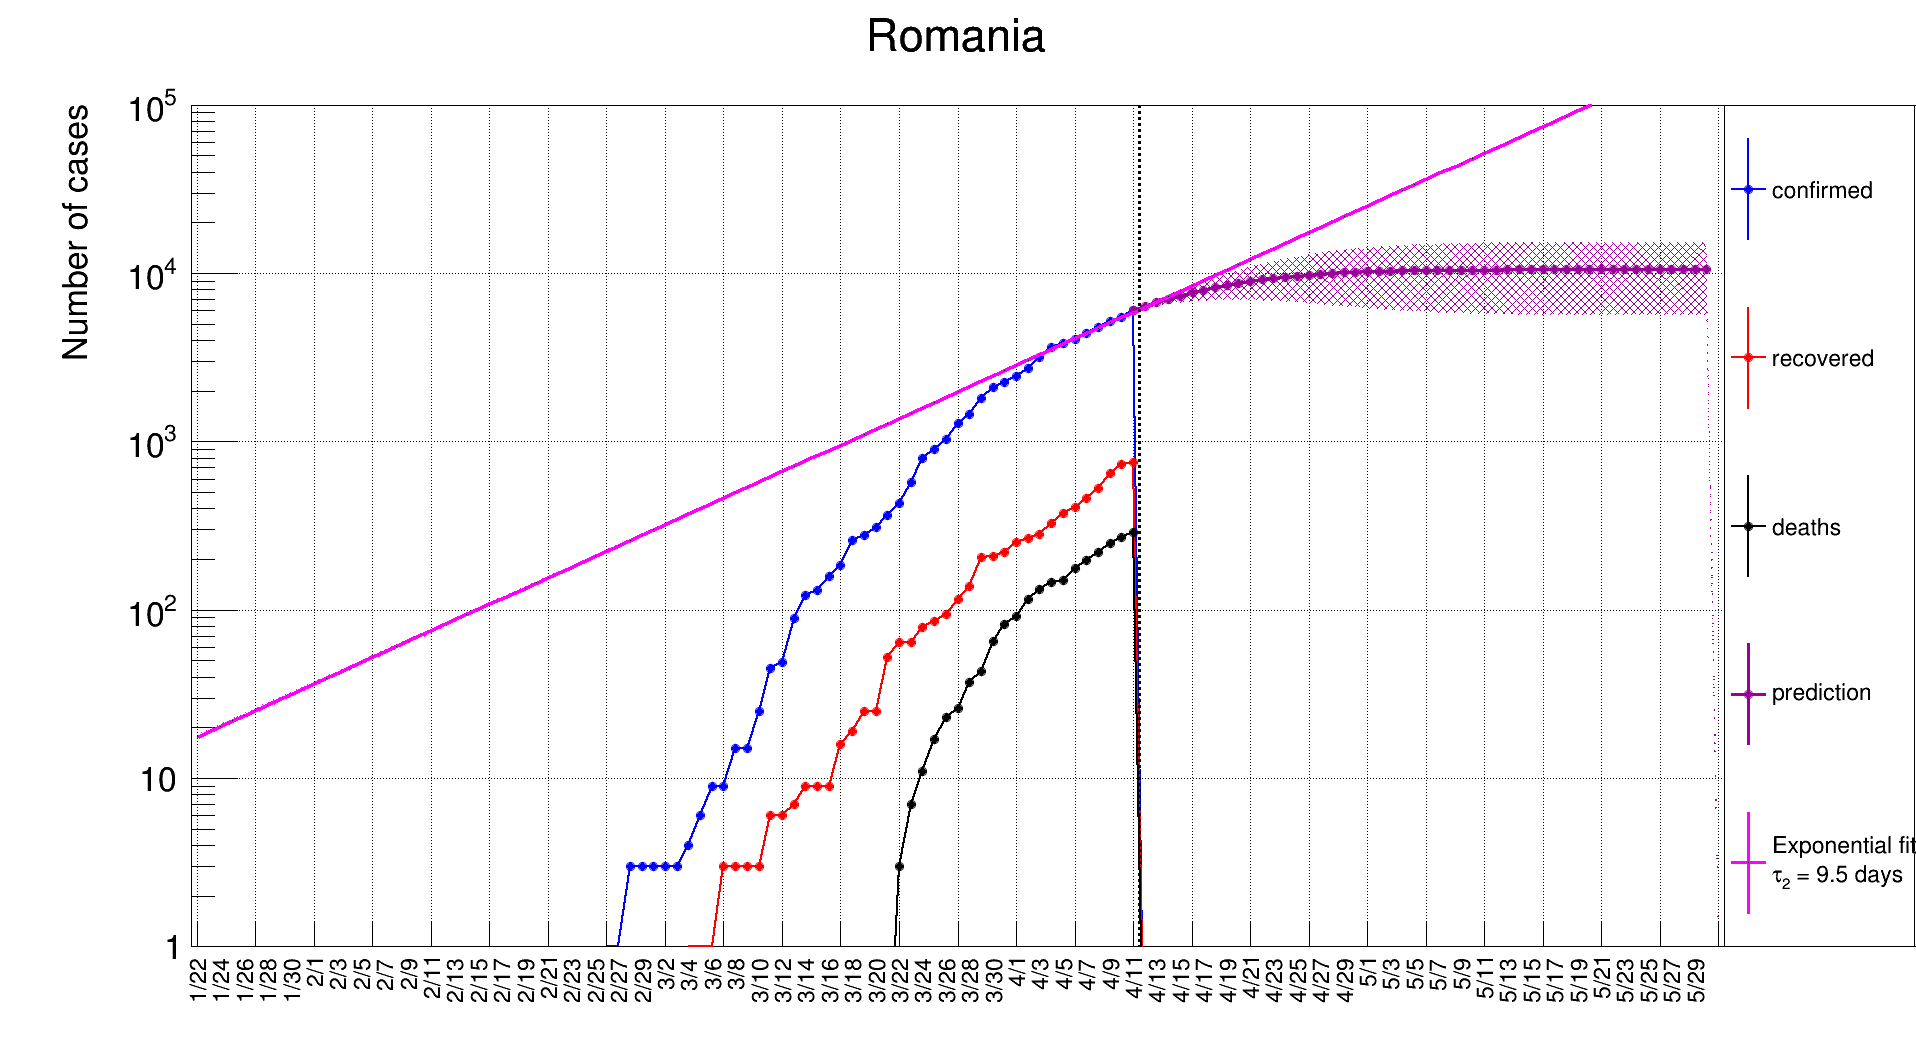 Romania
Number of cases
10^5
10^4
10^3
10^2
10
1
1/22 1/24 1/26 1/28 1/30 2/1 2/3 2/5 2/7 2/9 2/11 2/13 2/15 2/17 2/19 2/21 2/23 2/25 2/27 2/29 3/2 3/4 3/6 3/8 3/10 3/12 3/14 3/16 3/18 3/20 3/22 3/24 3/26 3/28 3/30 4/1 4/3 4/5 4/7 4/9 4/11 4/13 4/15 4/17 4/19 4/21 4/23 4/25 4/27 4/29 5/1 5/3 5/5 5/7 5/9 5/11 5/13 5/15 5/17 5/19 5/21 5/23 5/25 5/27 5/29
confirmed
recovered
deaths
prediction
Exponential fit
τ₂ = 9.5 days